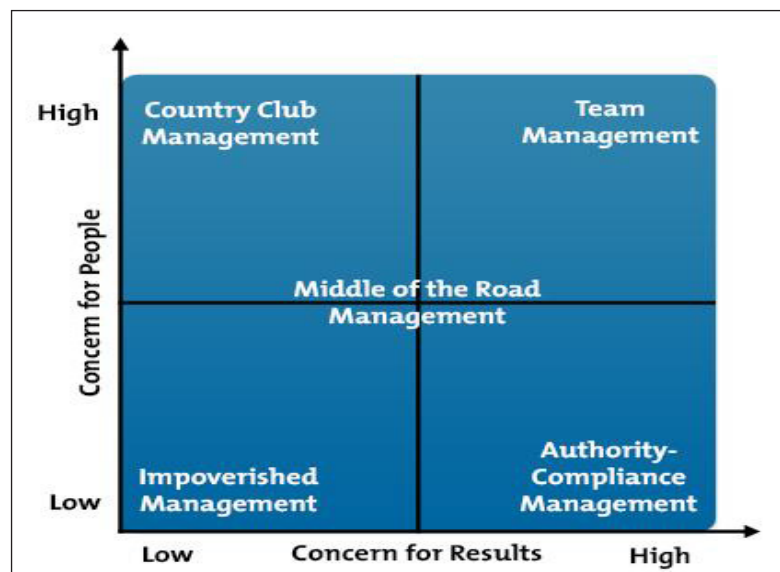 High
Country Club
Management
Team
Management
Concern for People
Middle of the Road
Management
Low
Impoverished
Management
Authority-
Compliance
Management
Low
Concern for Results
High